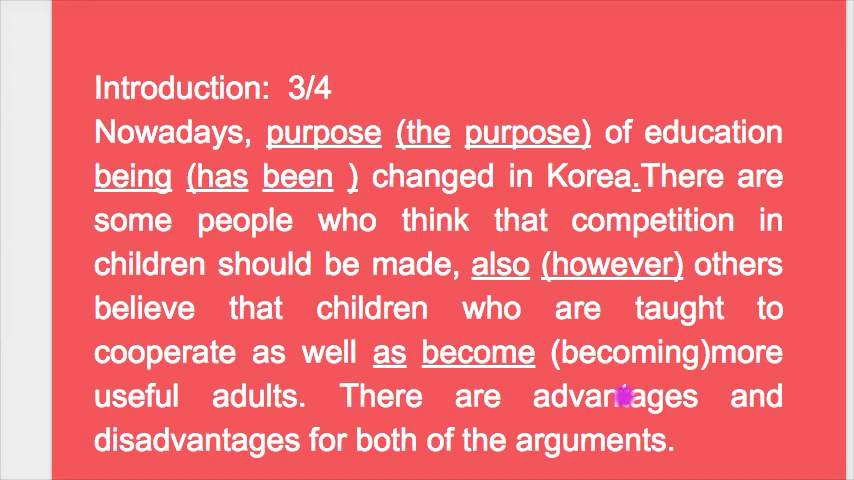 Introduction:  3/4
Nowadays, purpose (the purpose) of education
being (has been ) changed in Korea.There are
some people who think that competition in
children should be made, also (however) others
believe that children who are taught to
cooperate as well as become (becoming)more
useful adults. There are advantages and
disadvantages for both of the arguments.